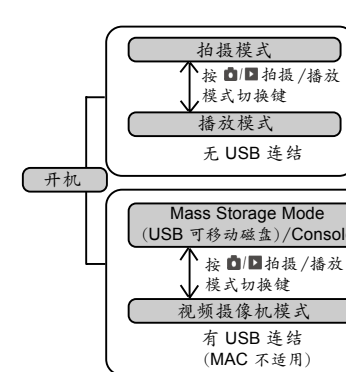 拍摄模式
按 / 拍摄/播放
模式切换键
播放模式
无 USB 连结
开机
Mass Storage Mode
(USB 可移动磁盘)/Consol
按 / 拍摄/播放
模式切换键
视频摄像机模式
有 USB 连结
(MAC 不适用)